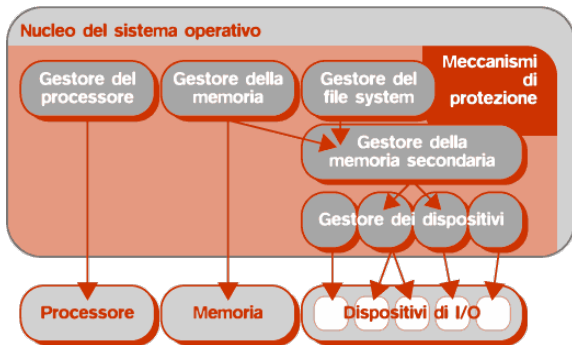 Nucleo del sistema operativo
Gestore del
processore
Gestore della
memoria
Gestore del
file system
Meccanismi
di
protezione
Gestore della
memoria secondaria
Gestore dei dispositivi
Processore
Memoria
Dispositivi di I/O